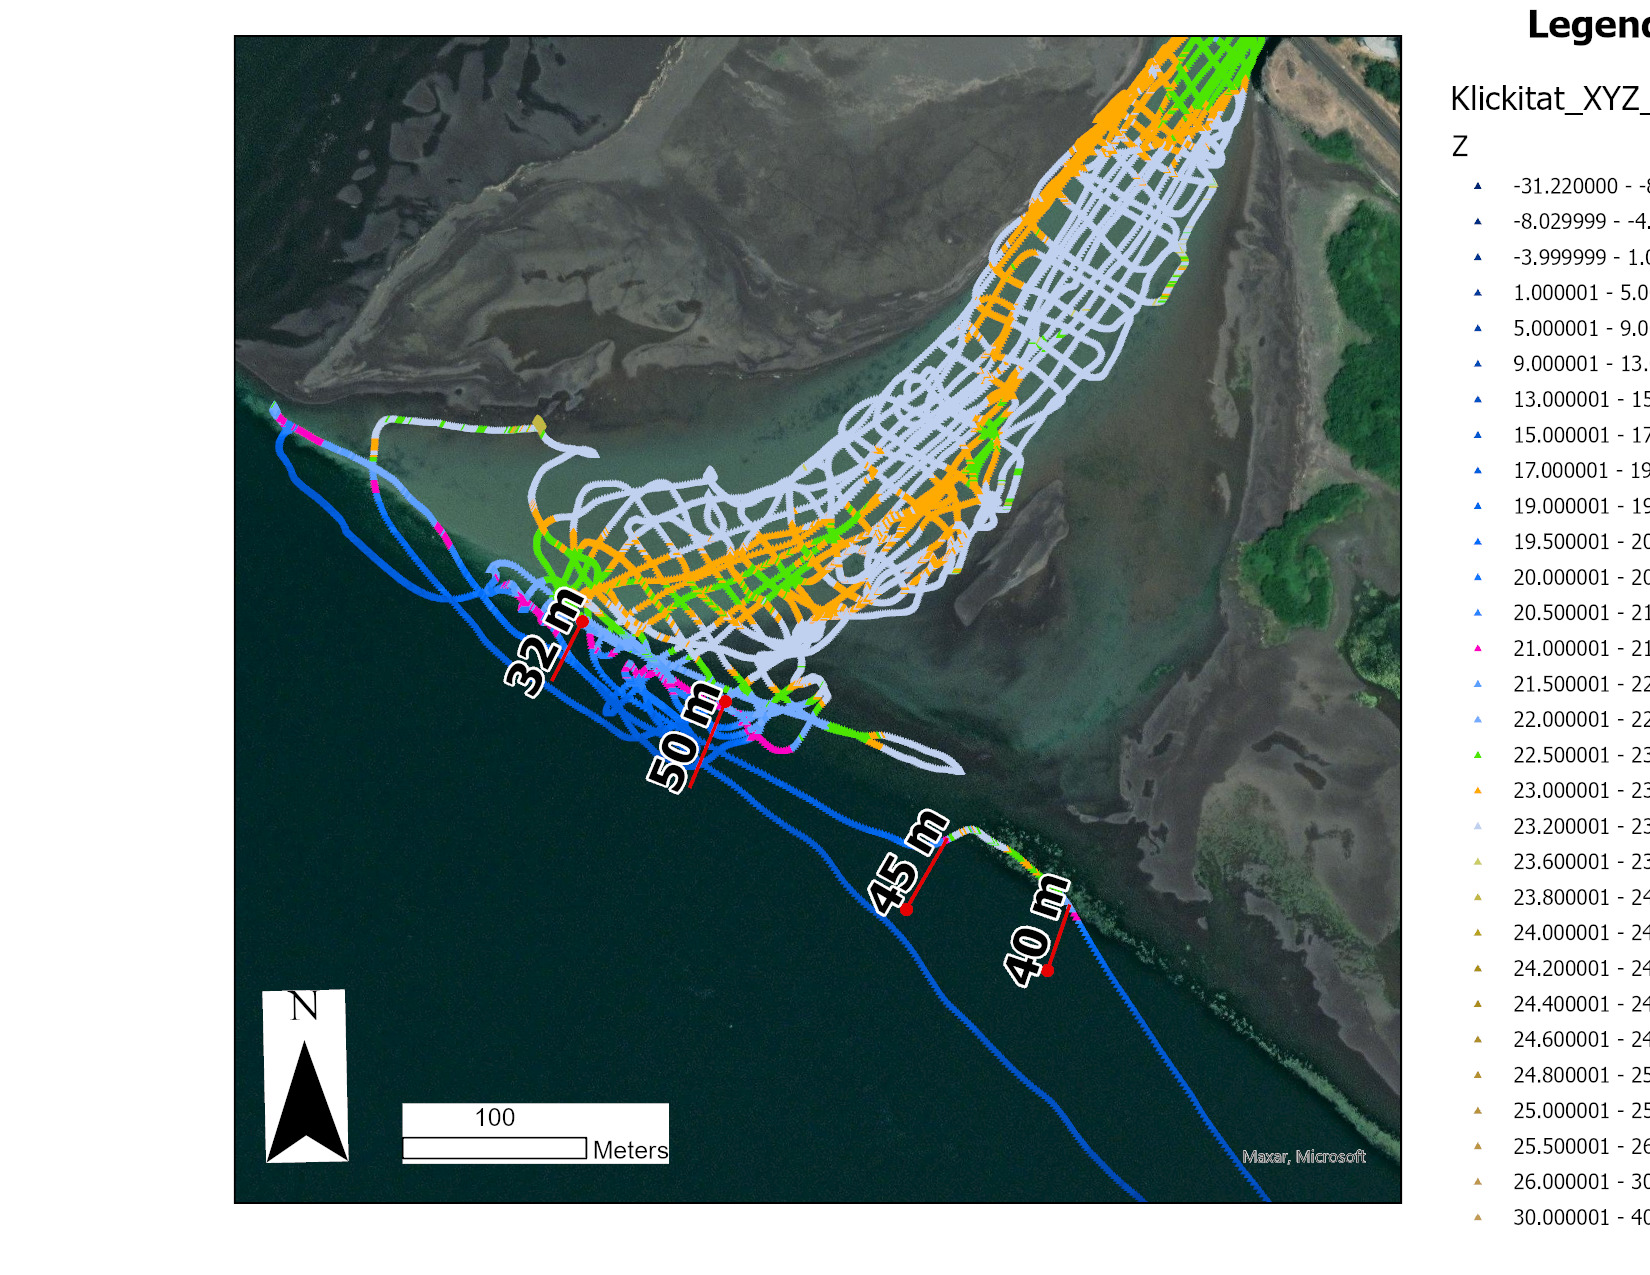 Legend
Klickitat_XYZ_
Z
-31.220000 - -8
-8.029999 - -4.
-3.999999 - 1.0
1.000001 - 5.0
5.000001 - 9.0
9.000001 - 13.
13.000001 - 15
15.000001 - 17
17.000001 - 19
19.000001 - 19
19.500001 - 20
20.000001 - 20
20.500001 - 21
21.000001 - 21
21.500001 - 22
22.000001 - 22
22.500001 - 23
23.000001 - 23
23.200001 - 23
23.600001 - 23
23.800001 - 24
24.000001 - 24
24.200001 - 24
24.400001 - 24
24.600001 - 24
24.800001 - 25
25.000001 - 25
25.500001 - 26
26.000001 - 30
30.000001 - 40
32 m
50 m
45 m
40 m
N
100
Meters
Maxar, Microsoft